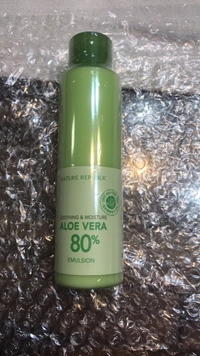 NATURE REPUBLIC
SOOTHING & MOISTURE
ALOE VERA
80%
EMULSION